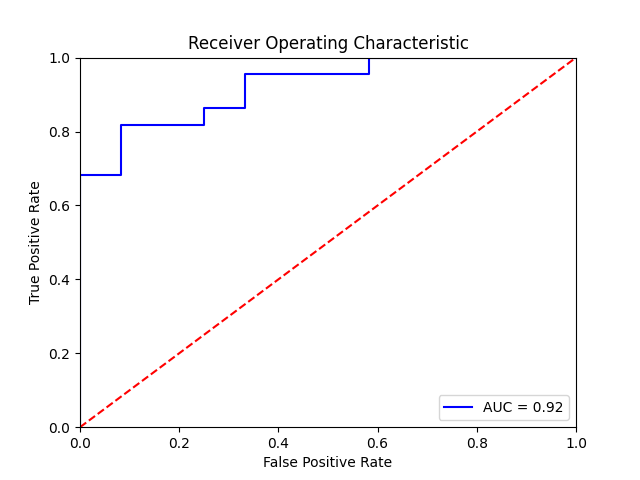 Receiver Operating Characteristic
True Positive Rate
1.0
0.8
0.6
0.4
0.2
0.0
0.0 0.2 0.4 0.6 0.8 1.0
False Positive Rate
AUC = 0.92